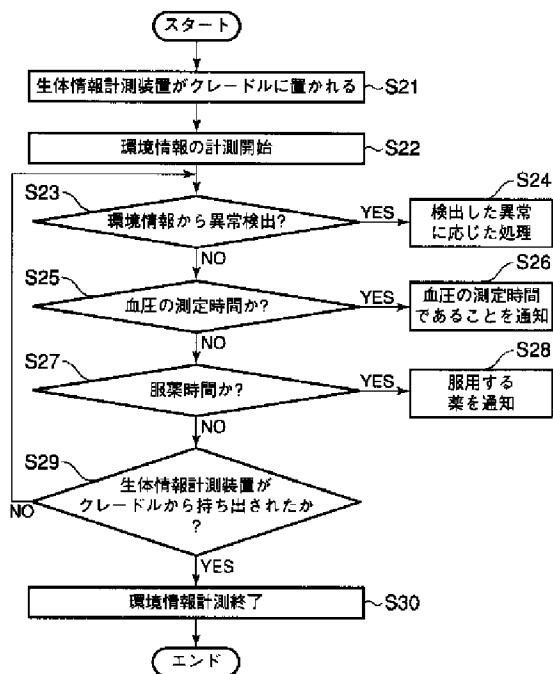 スタート
生体情報計測装置がクレードルに置かれる
S21
環境情報の計測開始
S22
S23
環境情報から異常検出?
YES
S24
検出した異常
に応じた処理
NO
S25
血圧の測定時間か?
YES
S26
血圧の測定時間
であることを通知
NO
S27
服薬時間か?
YES
S28
服用する
薬を通知
NO
S29
生体情報計測装置が
クレードルから持ち出されたか
?
NO
YES
環境情報計測終了
S30
エンド